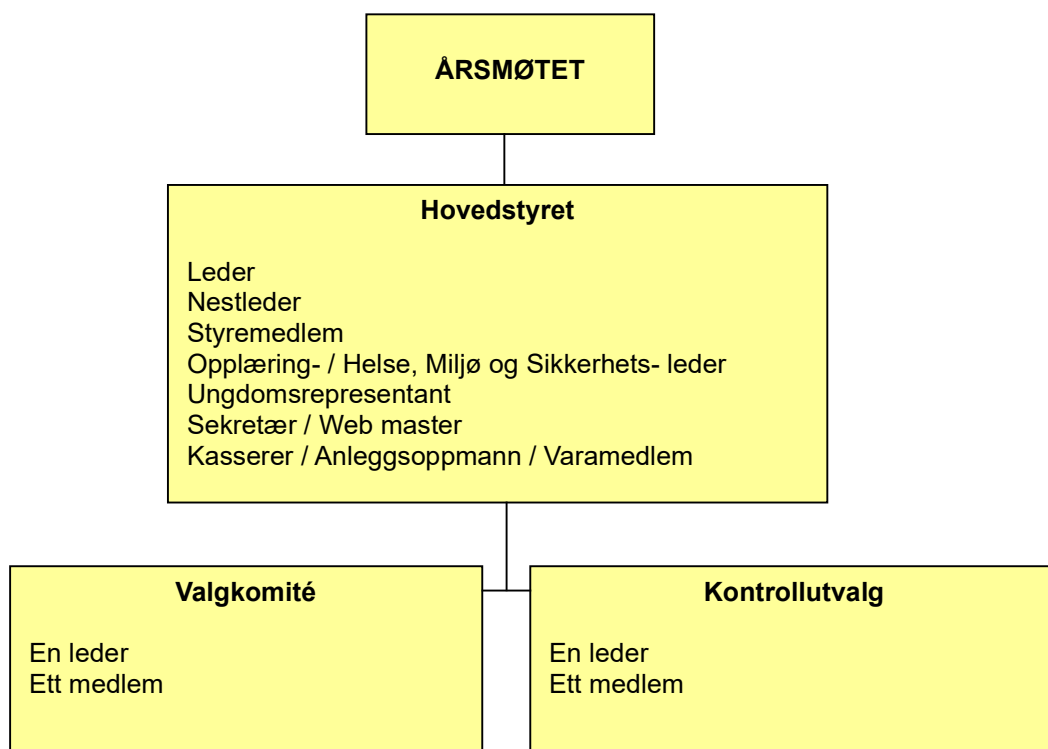 ÅRSMØTET
Hovedstyret
Leder
Nestleder
Styremedlem
Opplæring- / Helse, Miljø og Sikkerhets- leder
Ungdomsrepresentant
Sekretær / Web master
Kasserer / Anleggsoppmann / Varamedlem
Valgkomité
En leder
Ett medlem
Kontrollutvalg
En leder
Ett medlem